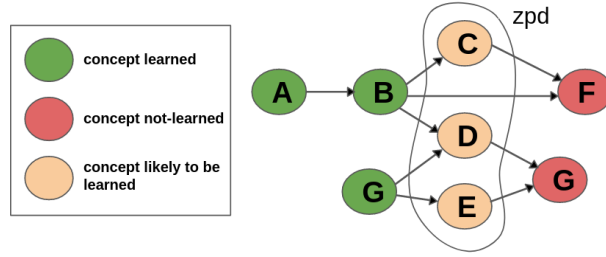 concept learned
concept not-learned
concept likely to be
learned
zpd
C
A
B
F
D
G
E
G